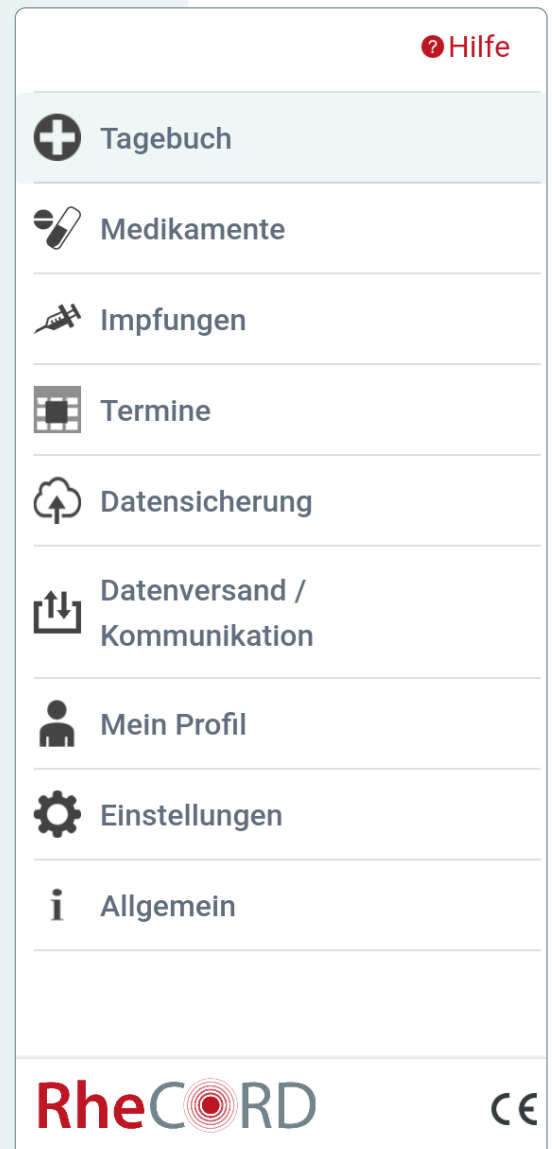 Hilfe
Tagebuch
Medikamente
Impfungen
Termine
Datensicherung
Datenversand /
Kommunikation
Mein Profil
Einstellungen
Allgemein
RheCORD CE